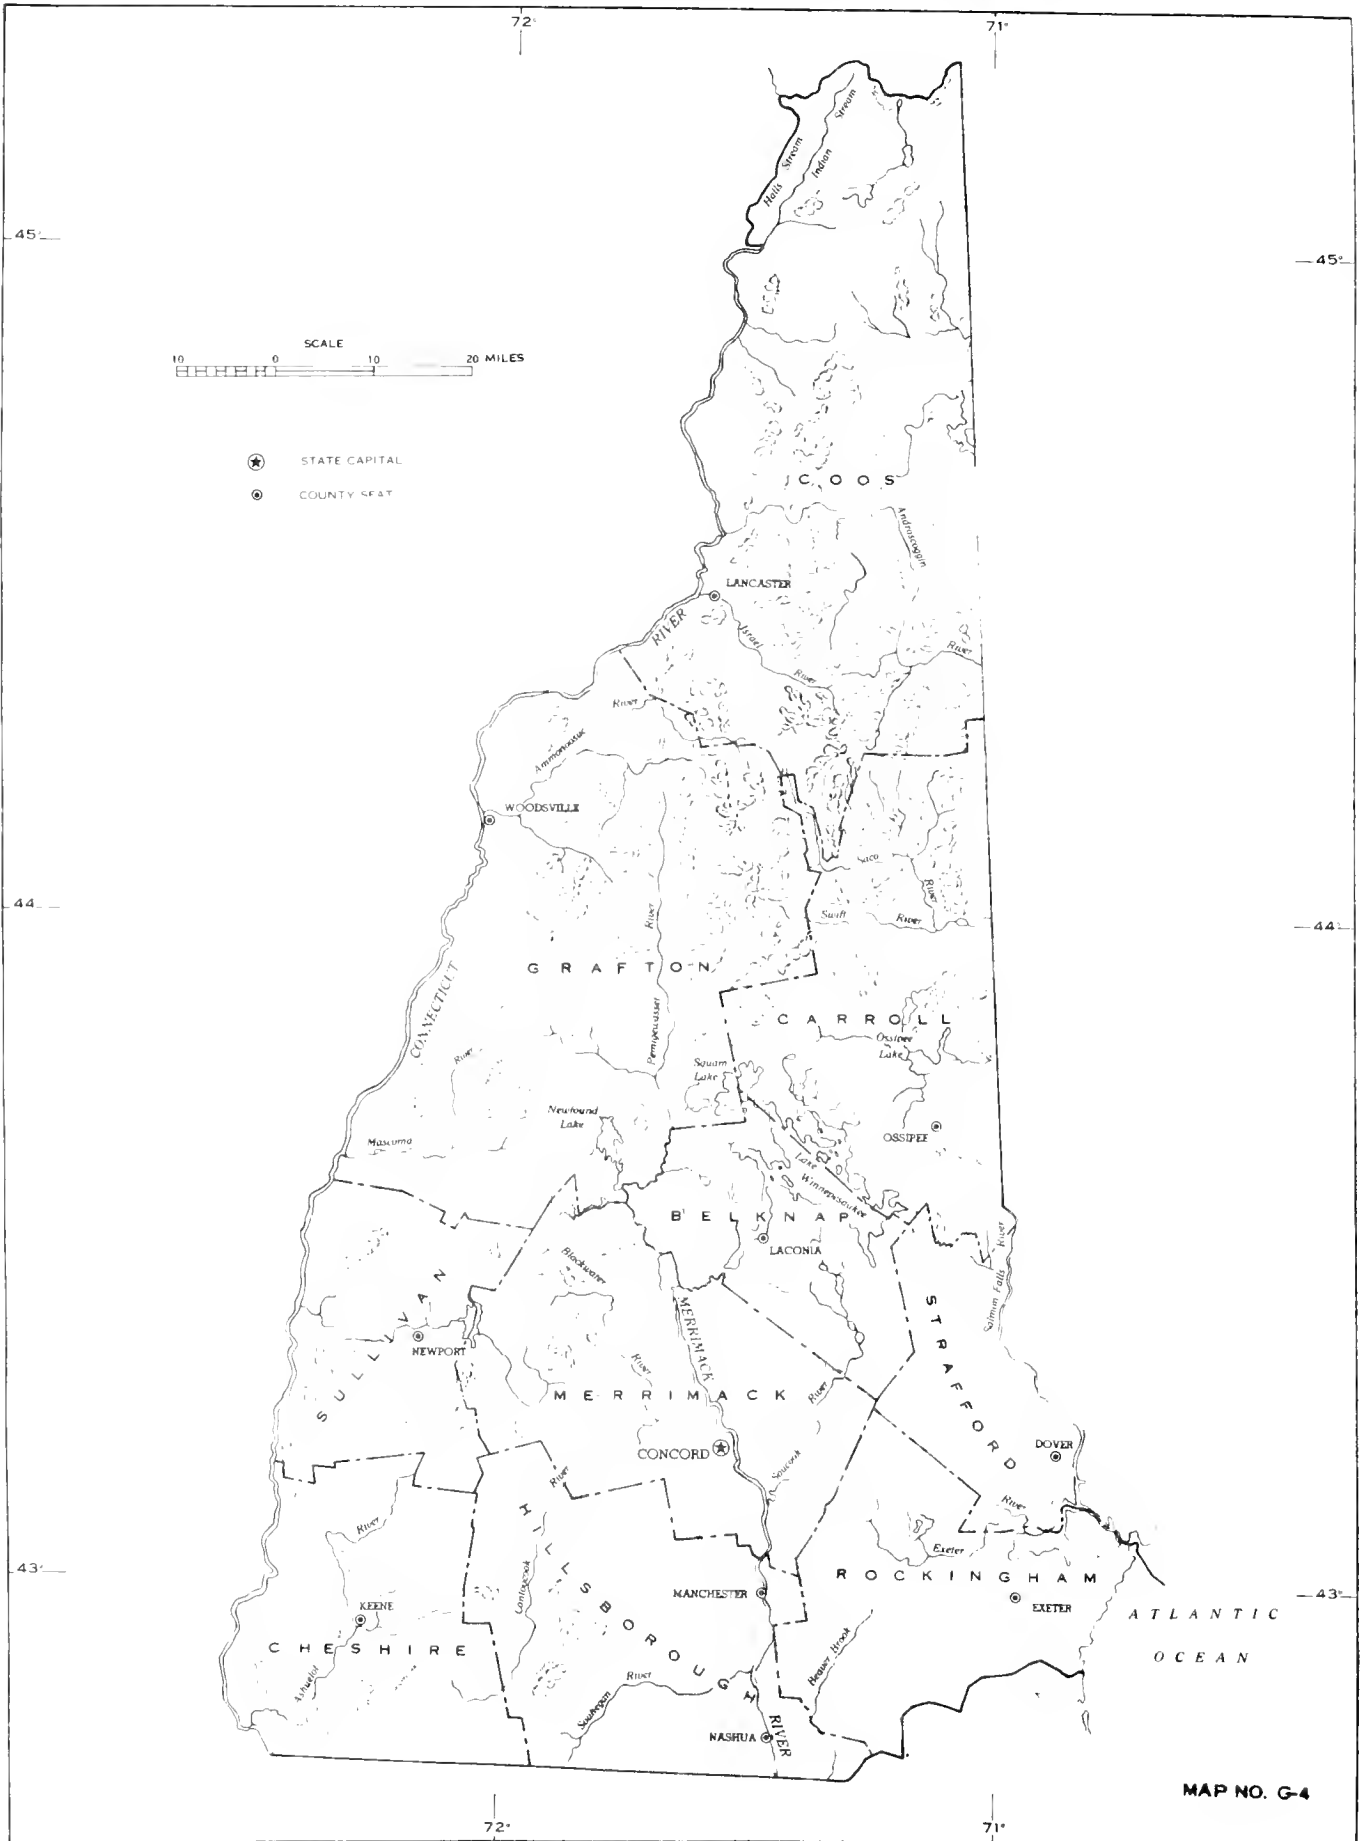 72°
71°
Halls Stream
Indian Stream
45°
45°
SCALE
10 0 10 20 MILES
STATE CAPITAL
COUNTY SEAT
COOS
Androscoggin
LANCASTER
RIVER
Israel
River
River
River
Ammonoosuc
WOODSVILLE
Saco
River
Swift River
44
44°
River
GRAFTON
CONNECTICUT
CARROLL
Ossipee
Lake
Pemigewasset
River
Squam
Lake
Newfound
Lake
OSSIPEE
Mascoma
Lake
Winnepesaukee
BELKNAP
LACONIA
River
Salmon Falls
Blackwater
SULLIVAN
MERRIMACK
STRAFFORD
NEWPORT
River
River
MERRIMACK
DOVER
CONCORD
Soucook
River
River
HILLSBOROUGH
River
Exeter
43°
43°
ROCKINGHAM
Contoocook
MANCHESTER
KEENE
EXETER
ATLANTIC
OCEAN
CHESHIRE
Beaver Brook
Ashuelot
River
Souhegan
NASHUA
RIVER
MAP NO. G-4
72°
71°